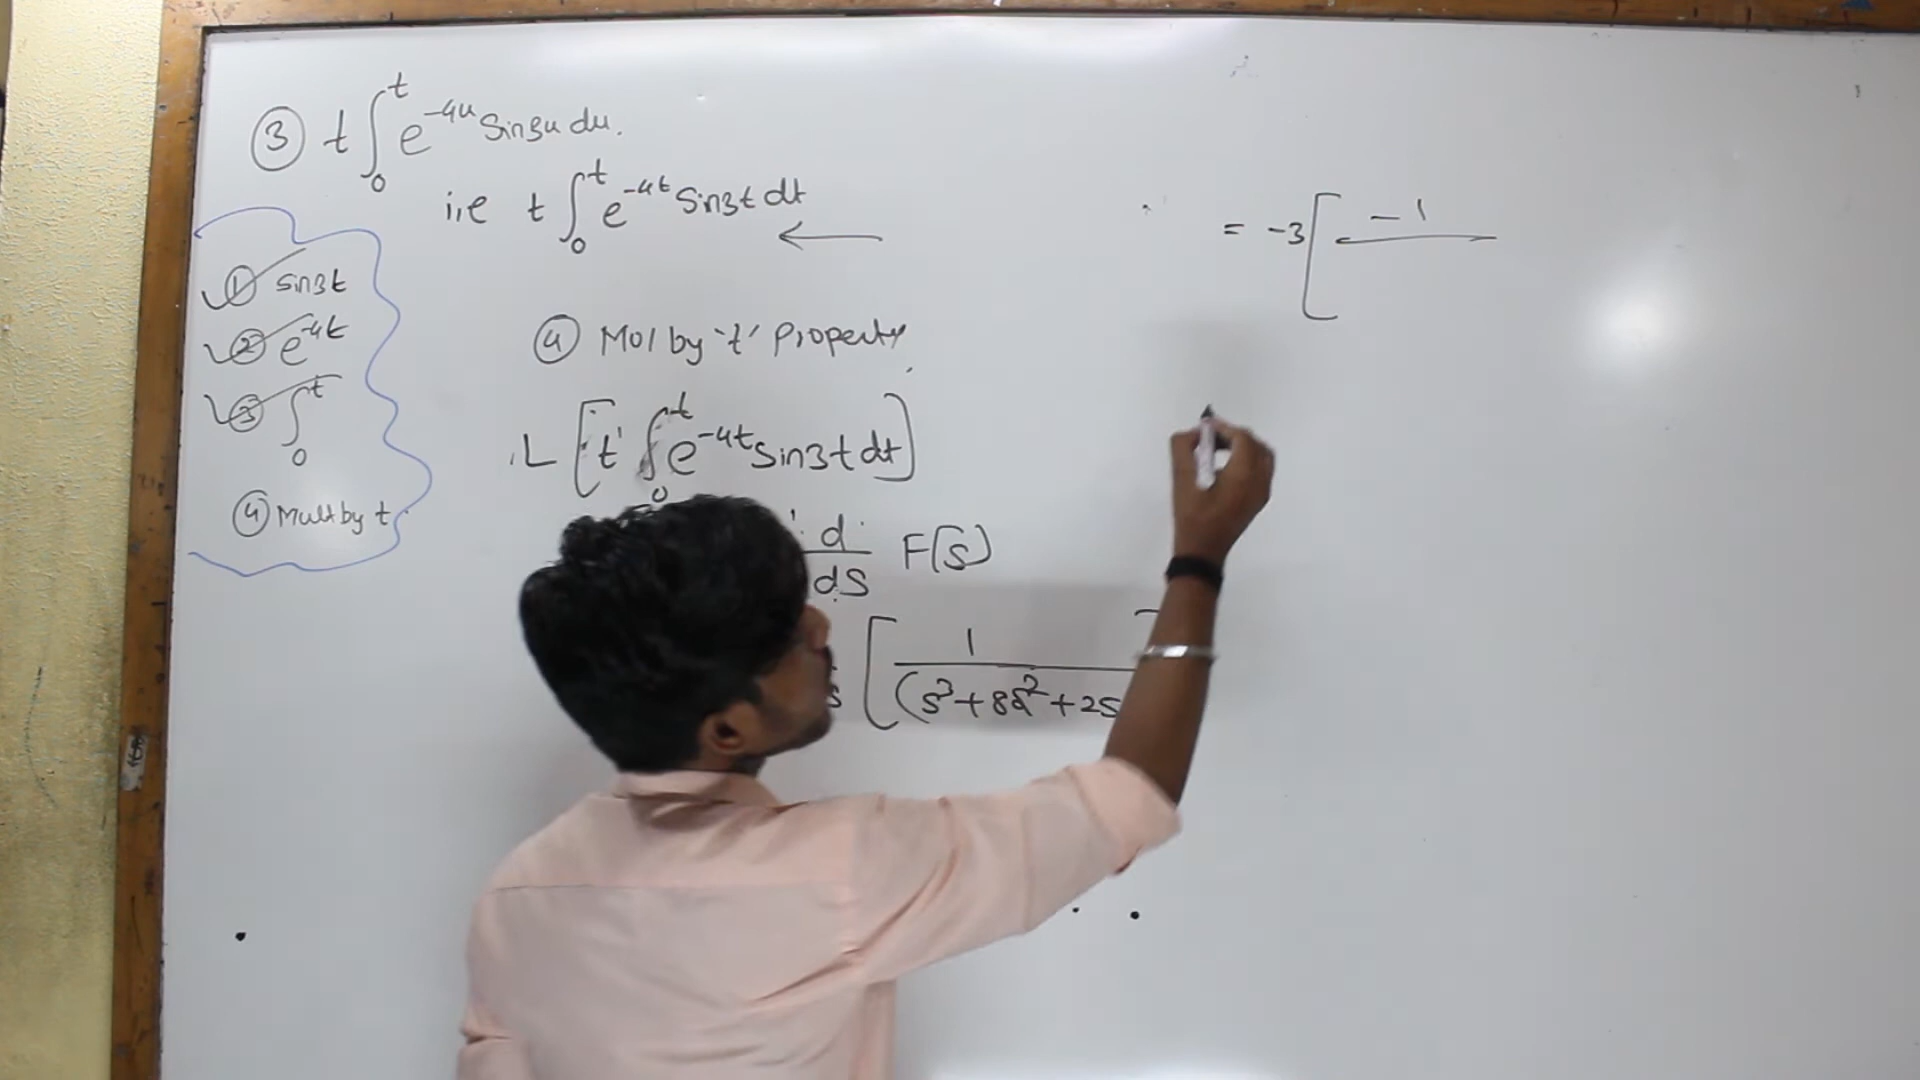 ③ t ∫₀ᵗ e^{-4u} sin3u du.
i.e t ∫₀ᵗ e^{-4t} sin3t dt
① sin3t
② e^{-4t}
③ ∫₀ᵗ
④ Mult by t.
④ Mul by 't' Property
L [ t' ∫₀ᵗ e^{-4t} sin3t dt ]
d/ds F(s)
s [ 1/(s³+8s²+25
= -3 [ -1